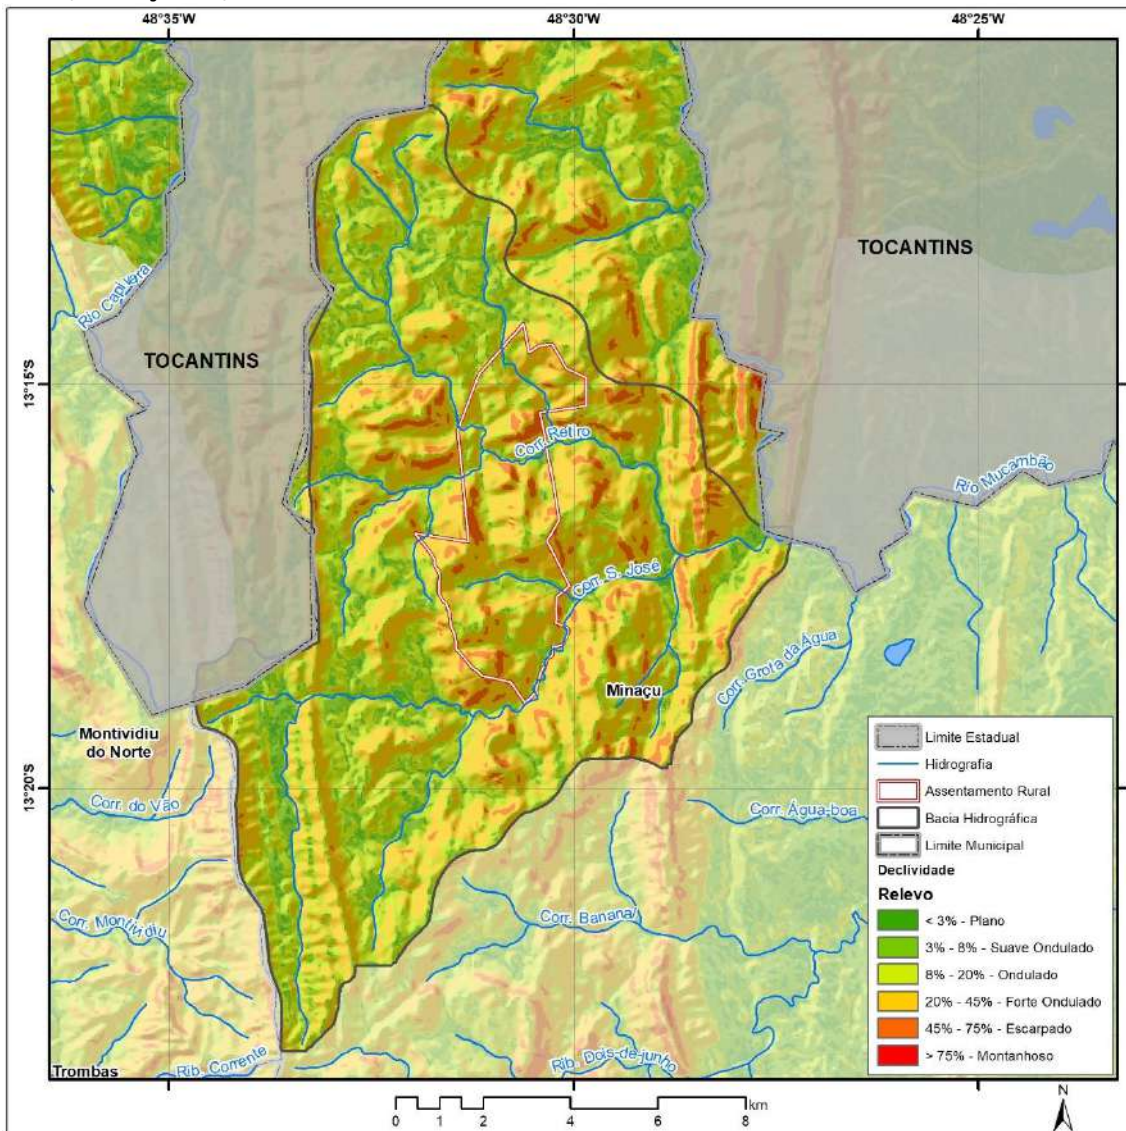 48°35'W
48°30'W
48°25'W
TOCANTINS
TOCANTINS
Rio Capivara
13°15'S
Corr. Retiro
Rio Mucambão
Corr. S. José
Corr. Grota da Água
Minaçu
Montividiu
do Norte
13°20'S
Corr. do Vão
Corr. Água-boa
Corr. Montividiu
Corr. Banana
Rib. Corrente
Rib. Dois-de-junho
Trombas
Limite Estadual
Hidrografia
Assentamento Rural
Bacia Hidrográfica
Limite Municipal
Declividade
Relevo
< 3% - Plano
3% - 8% - Suave Ondulado
8% - 20% - Ondulado
20% - 45% - Forte Ondulado
45% - 75% - Escarpado
> 75% - Montanhoso
km
0 1 2 4 6 8
N